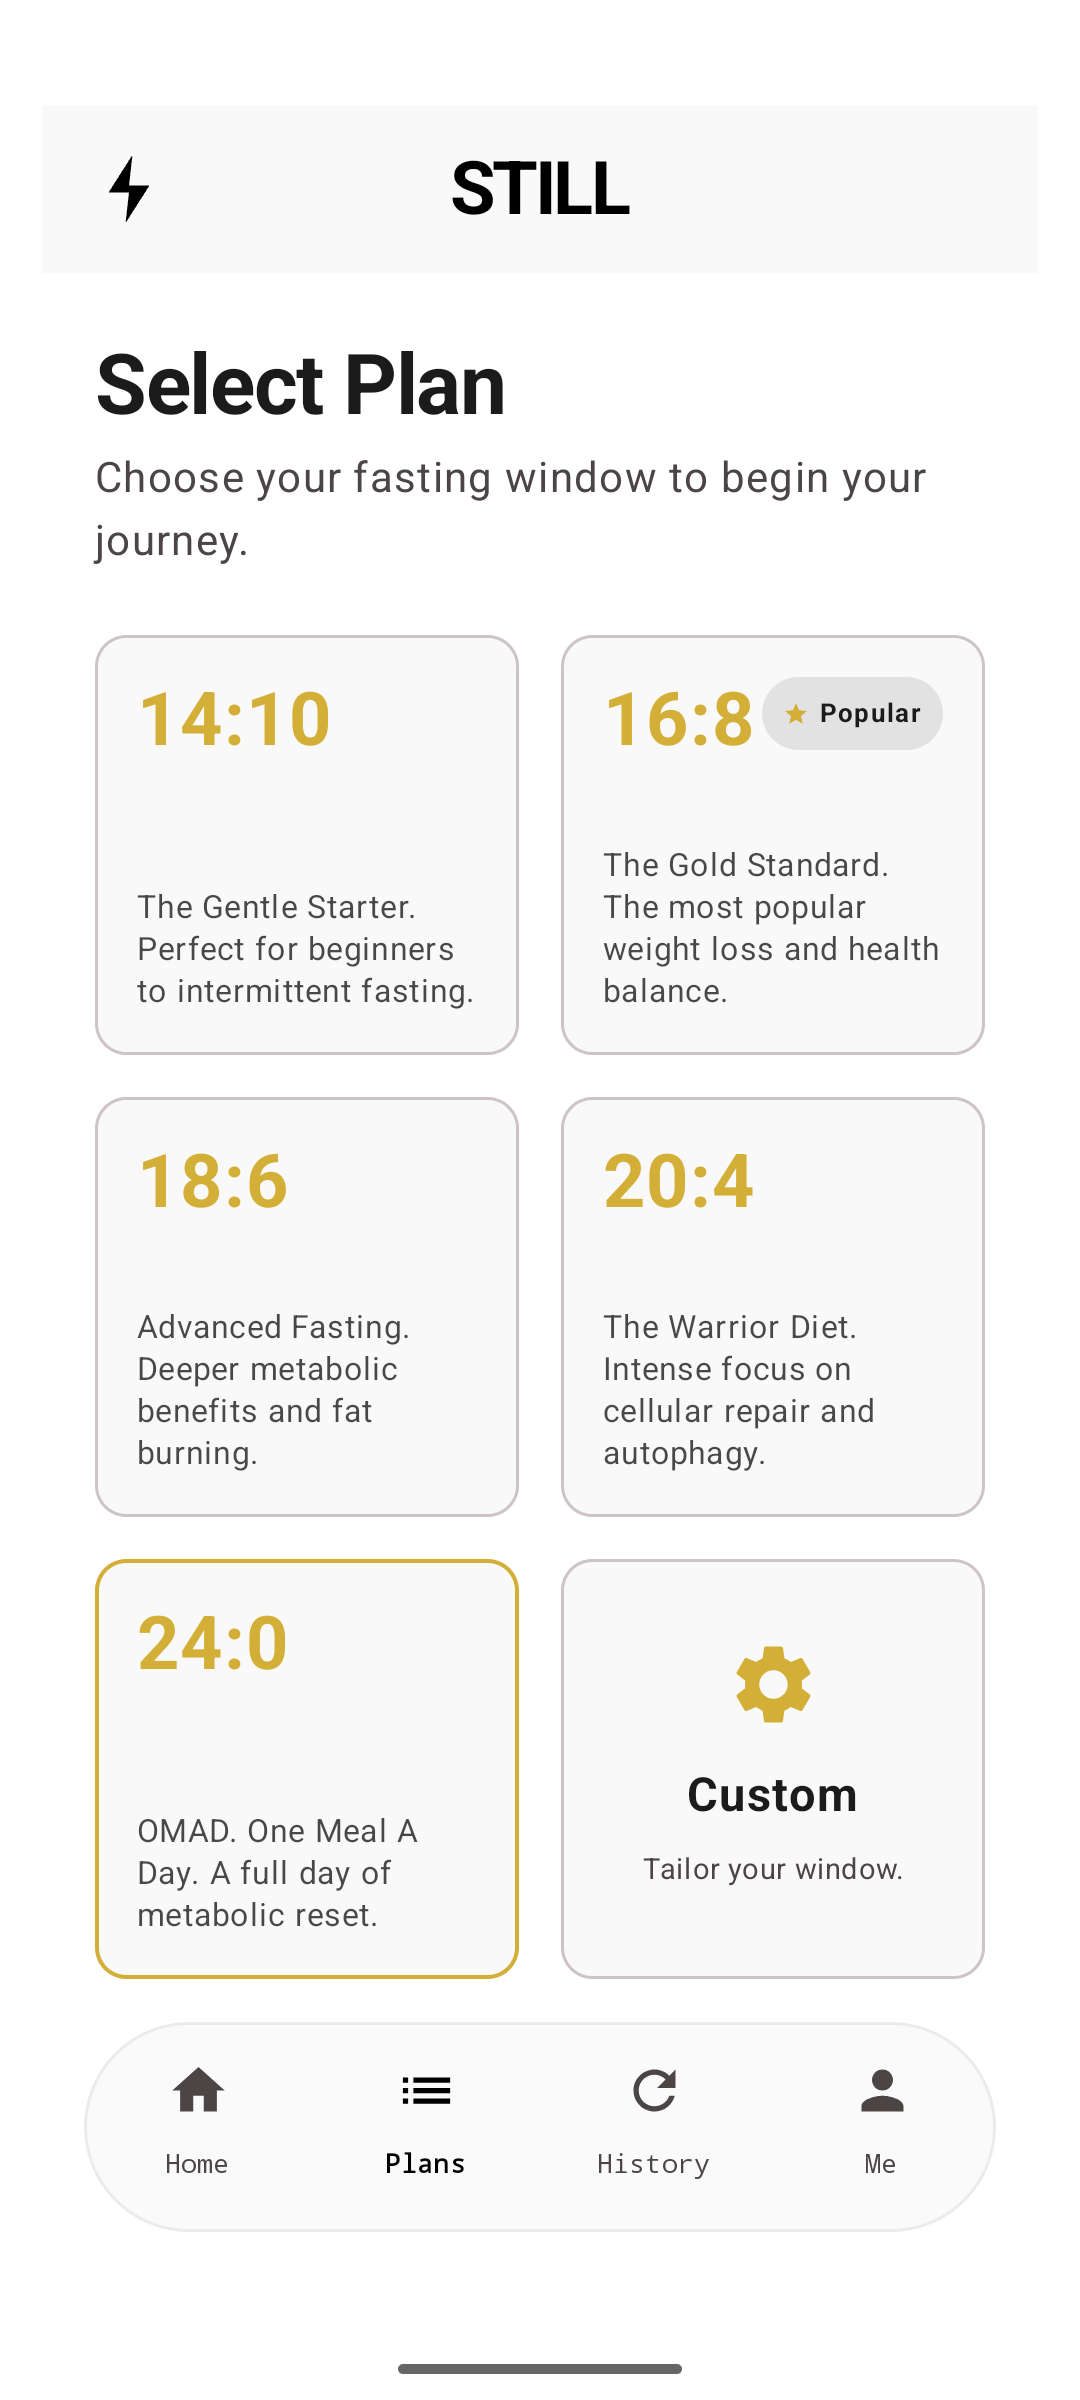 STILL
Select Plan
Choose your fasting window to begin your
journey.
14:10
The Gentle Starter.
Perfect for beginners
to intermittent fasting.
16:8
Popular
The Gold Standard.
The most popular
weight loss and health
balance.
18:6
Advanced Fasting.
Deeper metabolic
benefits and fat
burning.
20:4
The Warrior Diet.
Intense focus on
cellular repair and
autophagy.
24:0
OMAD. One Meal A
Day. A full day of
metabolic reset.
Custom
Tailor your window.
Home
Plans
History
Me